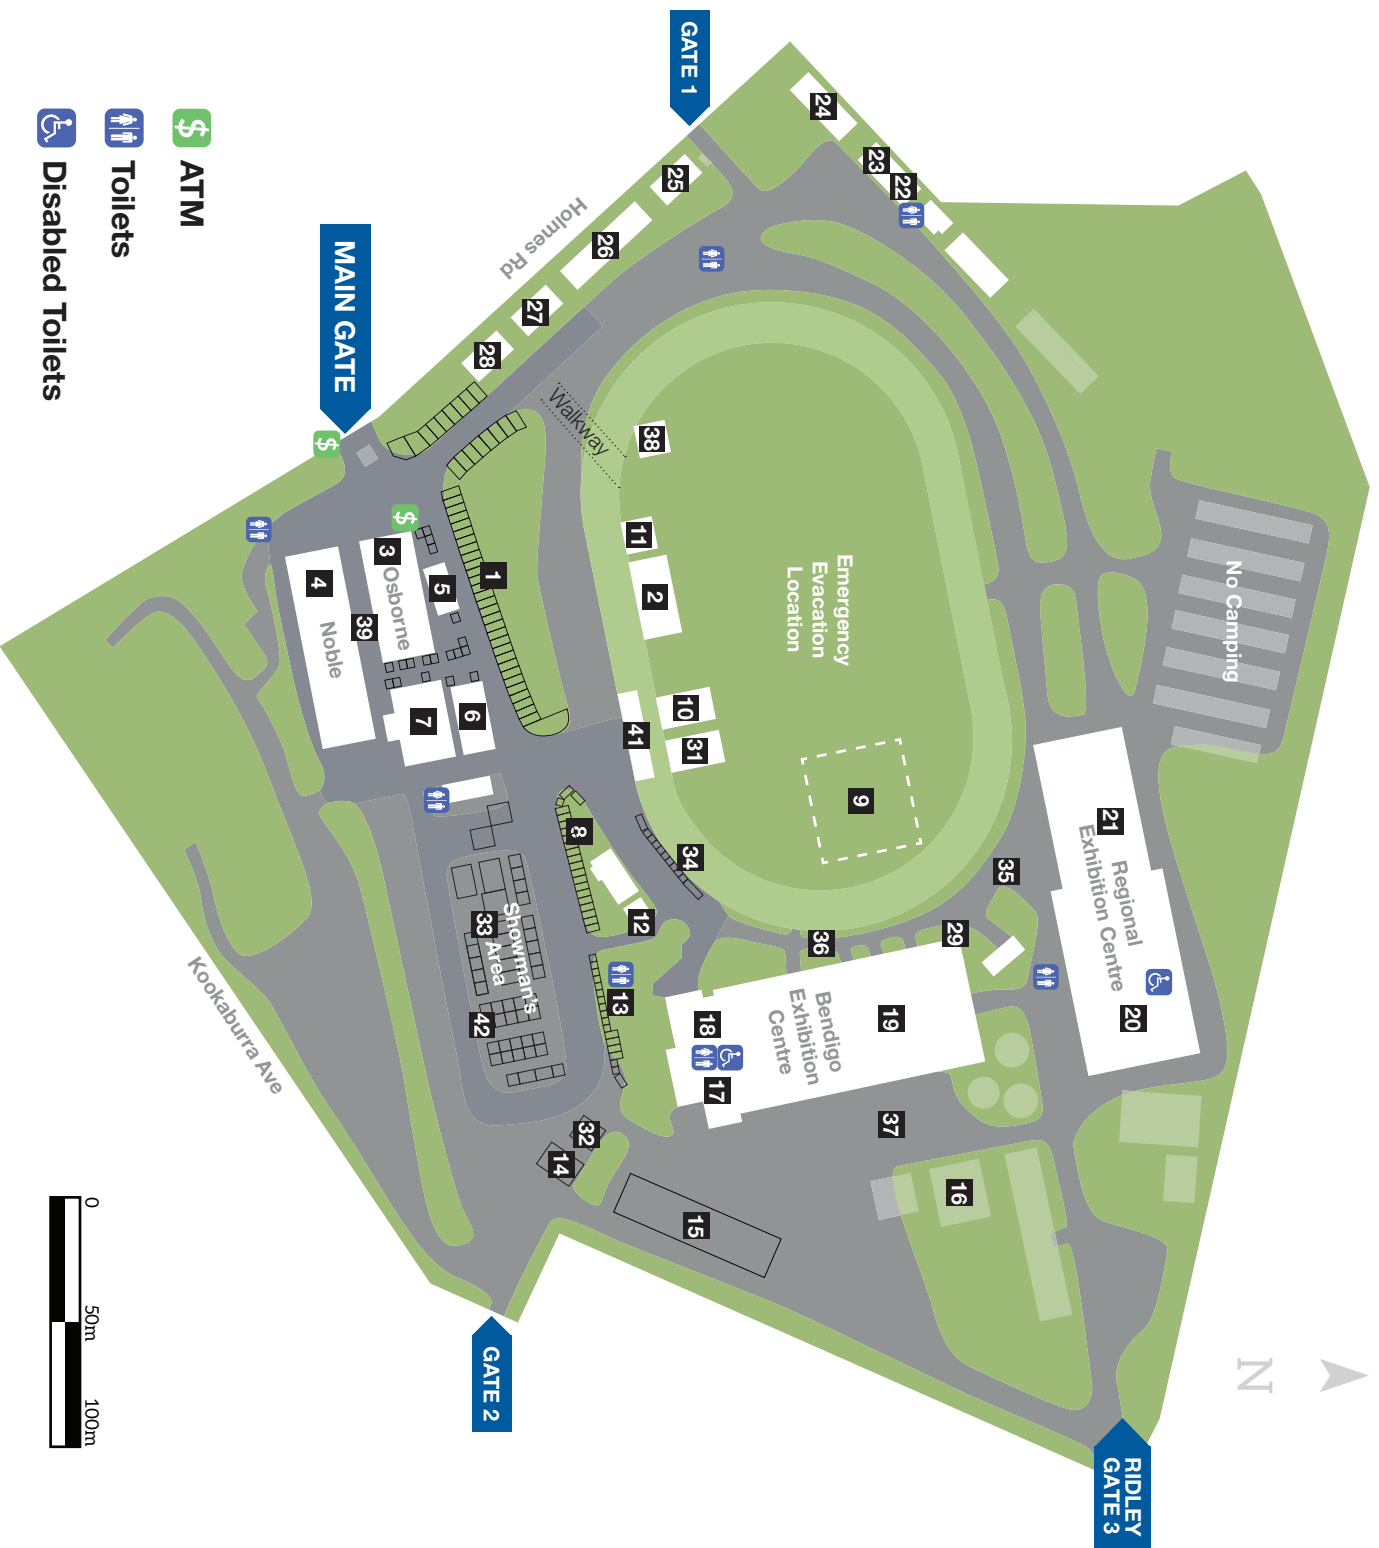 GATE 1
24
23
22
25
Holmes Rd
26
27
28
MAIN GATE
$
ATM
Toilets
Disabled Toilets
$
$
Walkway
38
11
2
10
31
41
Emergency
Evacation
Location
9
No Camping
1
3
Osborne
5
4
Noble
39
7
6
8
34
12
13
Showman's
Area
33
42
21
Regional
Exhibition Centre
20
35
29
36
19
Bendigo
Exhibition
Centre
18
17
37
16
32
14
15
Kookaburra Ave
GATE 2
RIDLEY
GATE 3
N
0
50m
100m